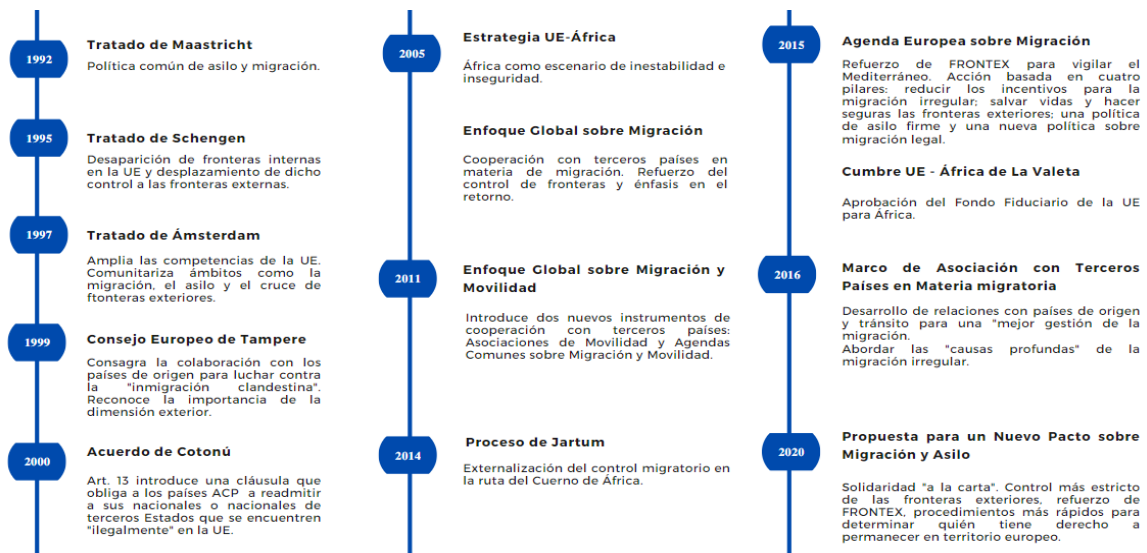 1992
Tratado de Maastricht
Política común de asilo y migración.
1995
Tratado de Schengen
Desaparición de fronteras internas
en la UE y desplazamiento de dicho
control a las fronteras externas.
1997
Tratado de Ámsterdam
Amplia las competencias de la UE.
Comunitariza ámbitos como la
migración, el asilo y el cruce de
ftonteras exteriores.
1999
Consejo Europeo de Tampere
Consagra la colaboración con los
países de origen para luchar contra
la "inmigración clandestina".
Reconoce la importancia de la
dimensión exterior.
2000
Acuerdo de Cotonú
Art. 13 introduce una cláusula que
obliga a los países ACP a readmitir
a sus nacionales o nacionales de
terceros Estados que se encuentren
"ilegalmente" en la UE.
2005
Estrategia UE-África
África como escenario de inestabilidad e
inseguridad.
Enfoque Global sobre Migración
Cooperación con terceros países en
materia de migración. Refuerzo del
control de fronteras y énfasis en el
retorno.
2011
Enfoque Global sobre Migración y
Movilidad
Introduce dos nuevos instrumentos de
cooperación con terceros países:
Asociaciones de Movilidad y Agendas
Comunes sobre Migración y Movilidad.
2014
Proceso de Jartum
Externalización del control migratorio en
la ruta del Cuerno de África.
2015
Agenda Europea sobre Migración
Refuerzo de FRONTEX para vigilar el
Mediterráneo. Acción basada en cuatro
pilares: reducir los incentivos para la
migración irregular; salvar vidas y hacer
seguras las fronteras exteriores; una política
de asilo firme y una nueva política sobre
migración legal.
Cumbre UE - África de La Valeta
Aprobación del Fondo Fiduciario de la UE
para África.
2016
Marco de Asociación con Terceros
Países en Materia migratoria
Desarrollo de relaciones con países de origen
y tránsito para una "mejor gestión de la
migración.
Abordar las "causas profundas" de la
migración irregular.
2020
Propuesta para un Nuevo Pacto sobre
Migración y Asilo
Solidaridad "a la carta". Control más estricto
de las fronteras exteriores, refuerzo de
FRONTEX, procedimientos más rápidos para
determinar quién tiene derecho a
permanecer en territorio europeo.